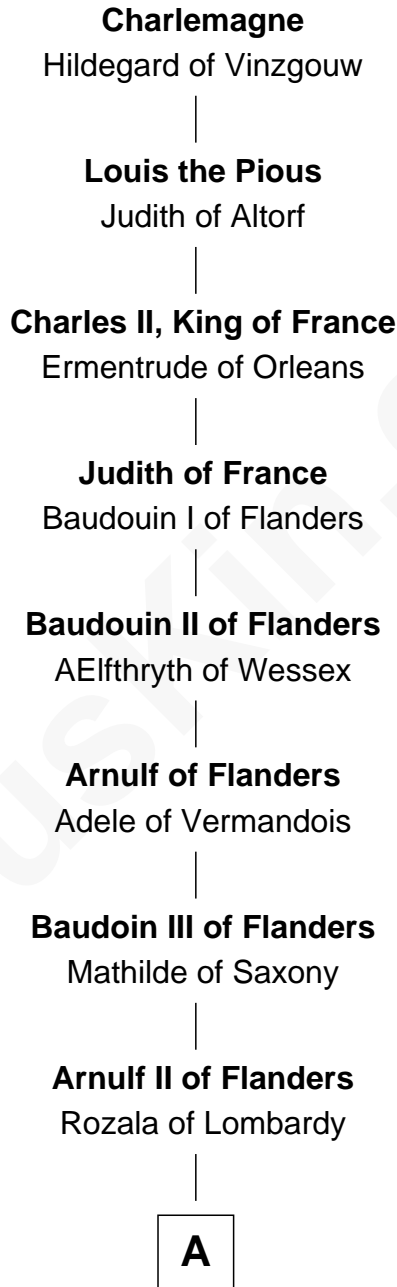 Charlemagne
Hildegard of Vinzgouw
Louis the Pious
Judith of Altorf
Charles II, King of France
Ermentrude of Orleans
Judith of France
Baudouin I of Flanders
Baudouin II of Flanders
AElfthryth of Wessex
Arnulf of Flanders
Adele of Vermandois
Baudoin III of Flanders
Mathilde of Saxony
Arnulf II of Flanders
Rozala of Lombardy
A